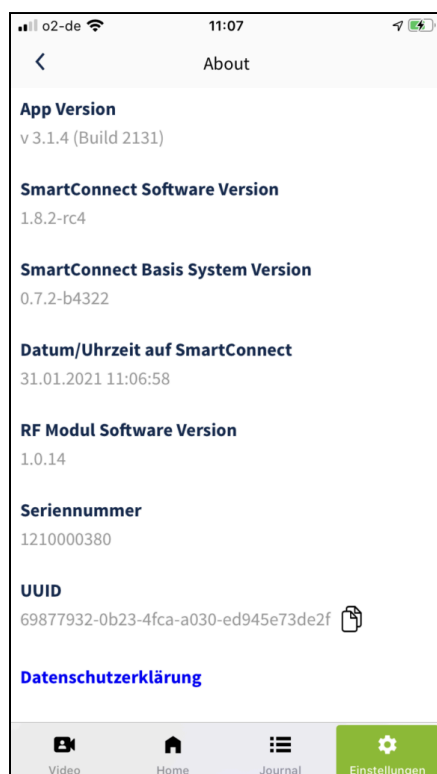 o2-de 11:07
About
App Version
v 3.1.4 (Build 2131)
SmartConnect Software Version
1.8.2-rc4
SmartConnect Basis System Version
0.7.2-b4322
Datum/Uhrzeit auf SmartConnect
31.01.2021 11:06:58
RF Modul Software Version
1.0.14
Seriennummer
1210000380
UUID
69877932-0b23-4fca-a030-ed945e73de2f
Datenschutzerklärung
Video Home Journal Einstellungen